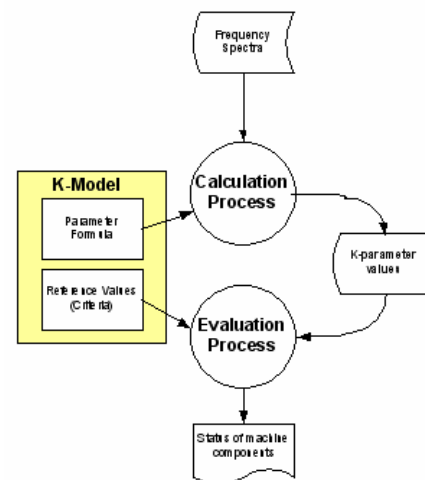 Frequency
Spectra
K-Model
Calculation
Process
Parameter
Formula
K-parameter
values
Reference Values
(Criteria)
Evaluation
Process
Status of machine
components